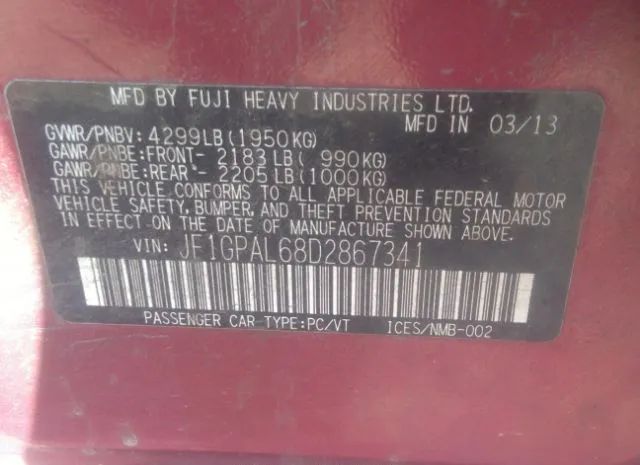 MFD BY FUJI HEAVY INDUSTRIES LTD.
GVWR/PNBV: 4299LB (1950KG) MFD IN 03/13
GAWR/PNBE: FRONT- 2183 LB ( 990KG)
GAWR/PNBE: REAR - 2205 LB (1000KG)
THIS VEHICLE CONFORMS TO ALL APPLICABLE FEDERAL MOTOR
VEHICLE SAFETY, BUMPER, AND THEFT PREVENTION STANDARDS
IN EFFECT ON THE DATE OF MANUFACTURE SHOWN ABOVE.
VIN: JF1GPAL68D2867341
PASSENGER CAR-TYPE:PC/VT ICES/NMB-002